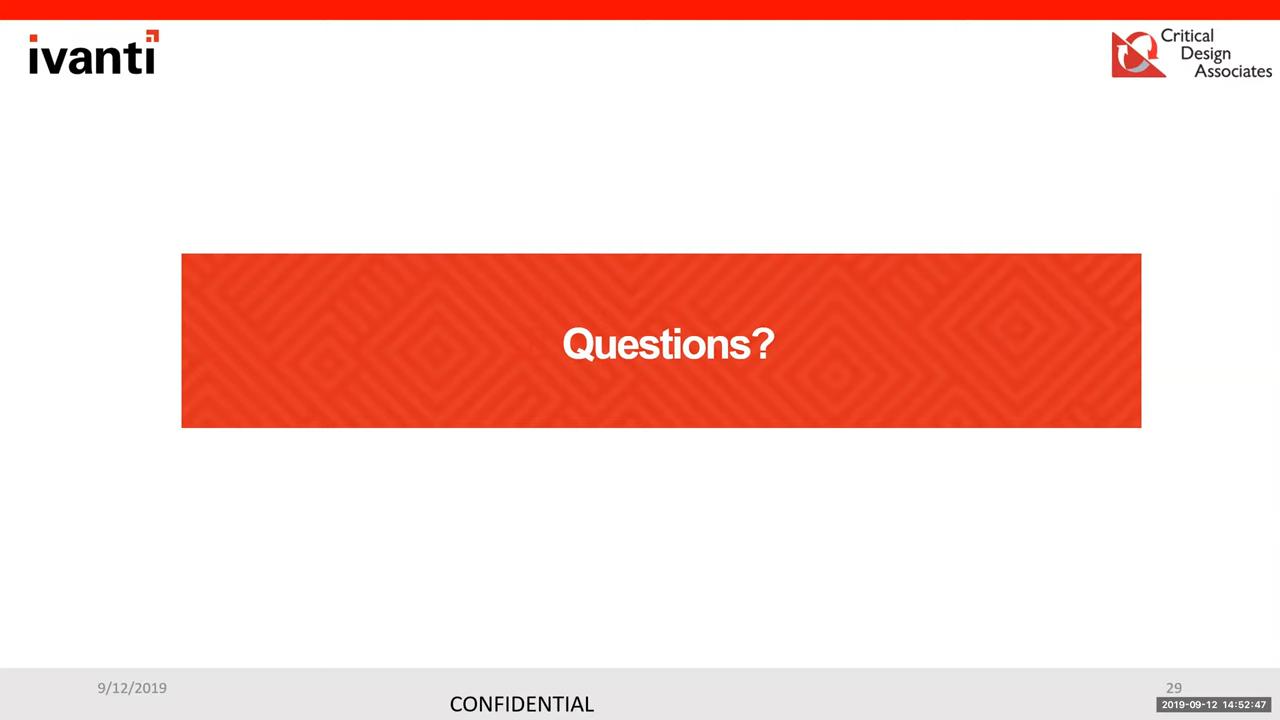 ivanti
Critical
Design
Associates
Questions?
9/12/2019
CONFIDENTIAL
29
2019-09-12 14:52:47